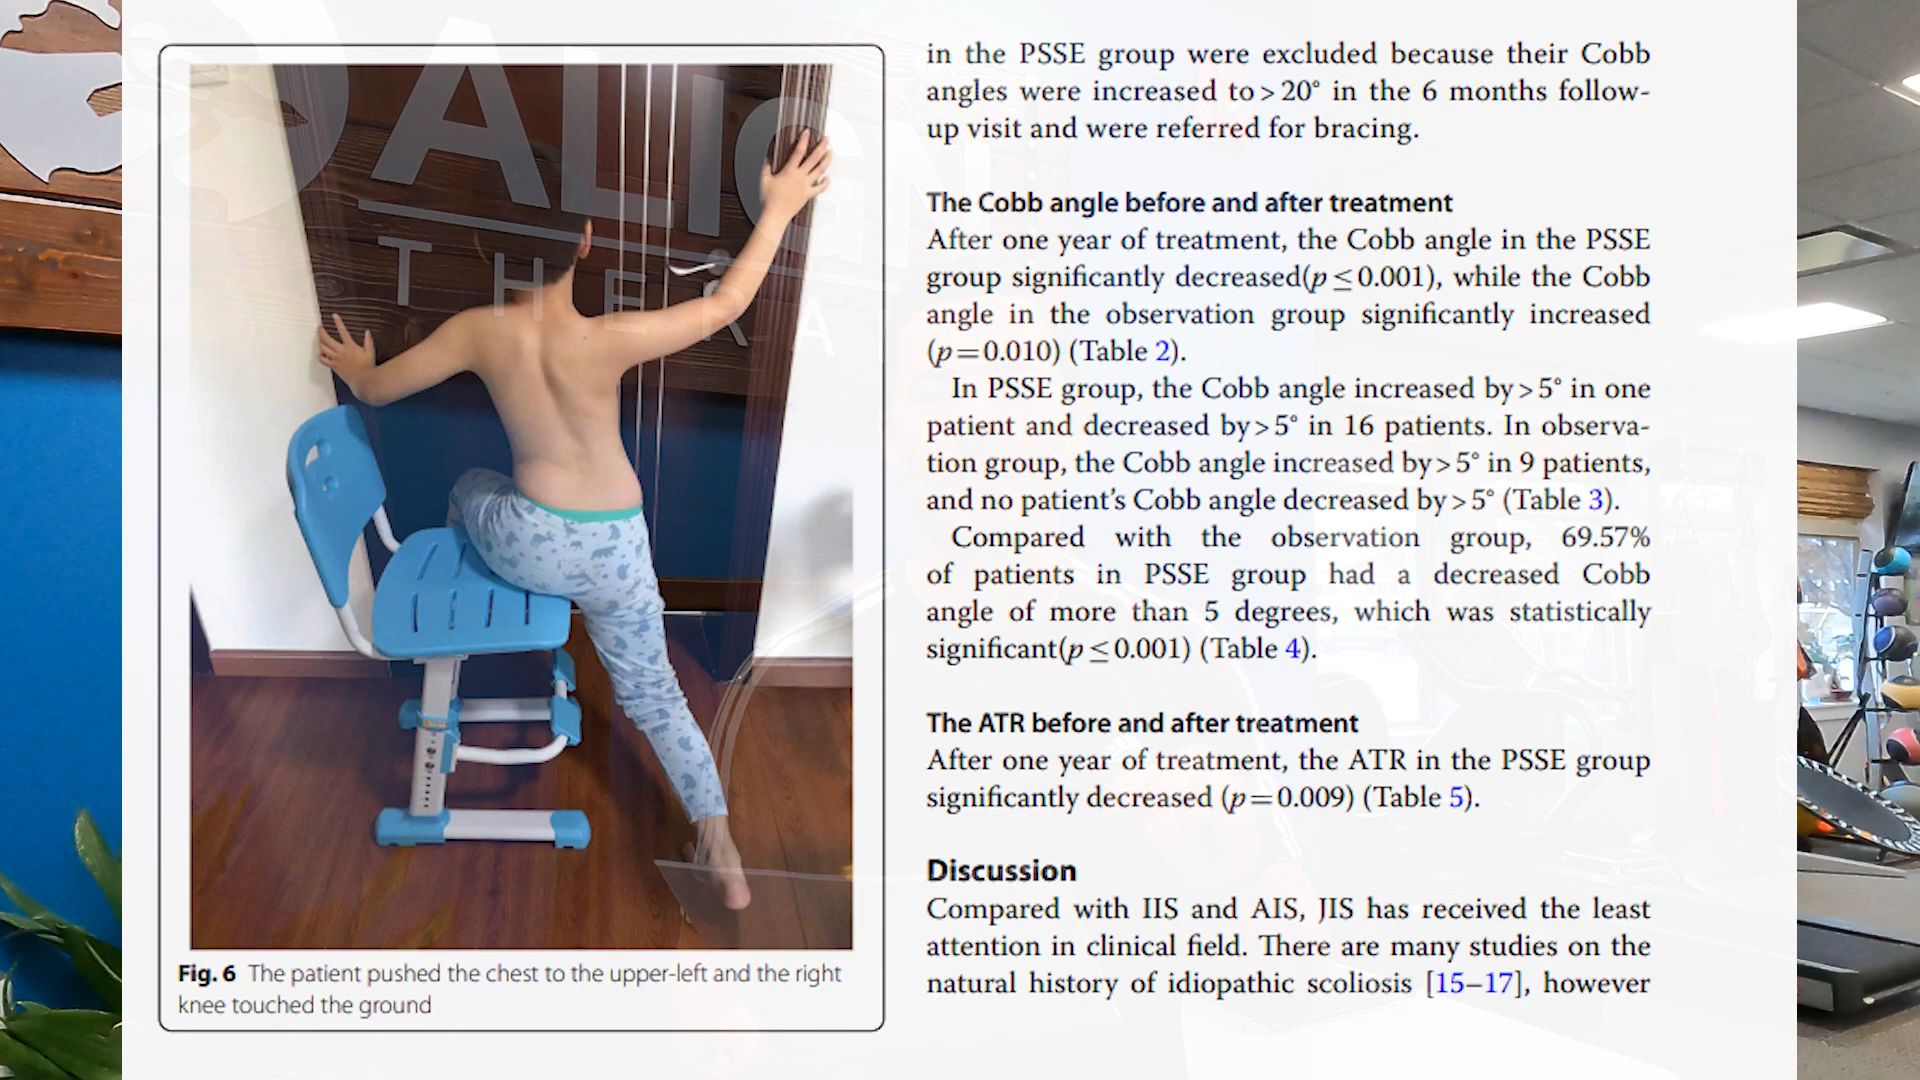 ALiGN
THERA
Fig. 6 The patient pushed the chest to the upper-left and the right
knee touched the ground
in the PSSE group were excluded because their Cobb
angles were increased to > 20° in the 6 months follow-
up visit and were referred for bracing.
The Cobb angle before and after treatment
After one year of treatment, the Cobb angle in the PSSE
group significantly decreased(p ≤ 0.001), while the Cobb
angle in the observation group significantly increased
(p = 0.010) (Table 2).
In PSSE group, the Cobb angle increased by > 5° in one
patient and decreased by > 5° in 16 patients. In observa-
tion group, the Cobb angle increased by > 5° in 9 patients,
and no patient's Cobb angle decreased by > 5° (Table 3).
Compared with the observation group, 69.57%
of patients in PSSE group had a decreased Cobb
angle of more than 5 degrees, which was statistically
significant(p ≤ 0.001) (Table 4).
The ATR before and after treatment
After one year of treatment, the ATR in the PSSE group
significantly decreased (p = 0.009) (Table 5).
Discussion
Compared with IIS and AIS, JIS has received the least
attention in clinical field. There are many studies on the
natural history of idiopathic scoliosis [15–17], however